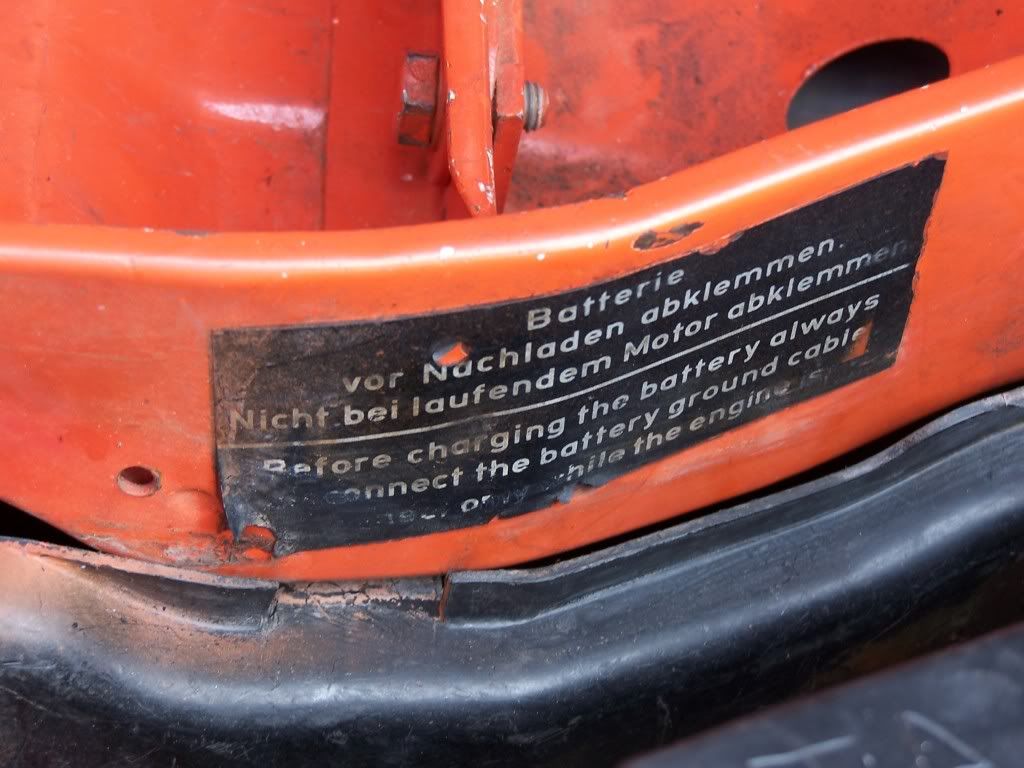 Batterie
vor Nachladen abklemmen.
Nicht bei laufendem Motor abklemmen
Before charging the battery always
connect the battery ground cable
while the engine is